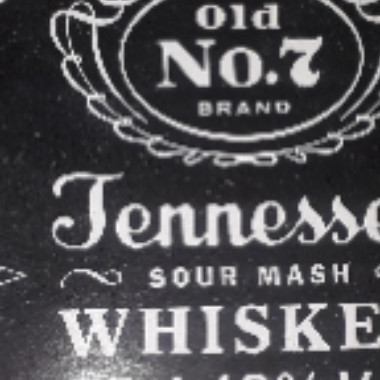 Old
No.7
BRAND
Tennesse
SOUR MASH
WHISKE